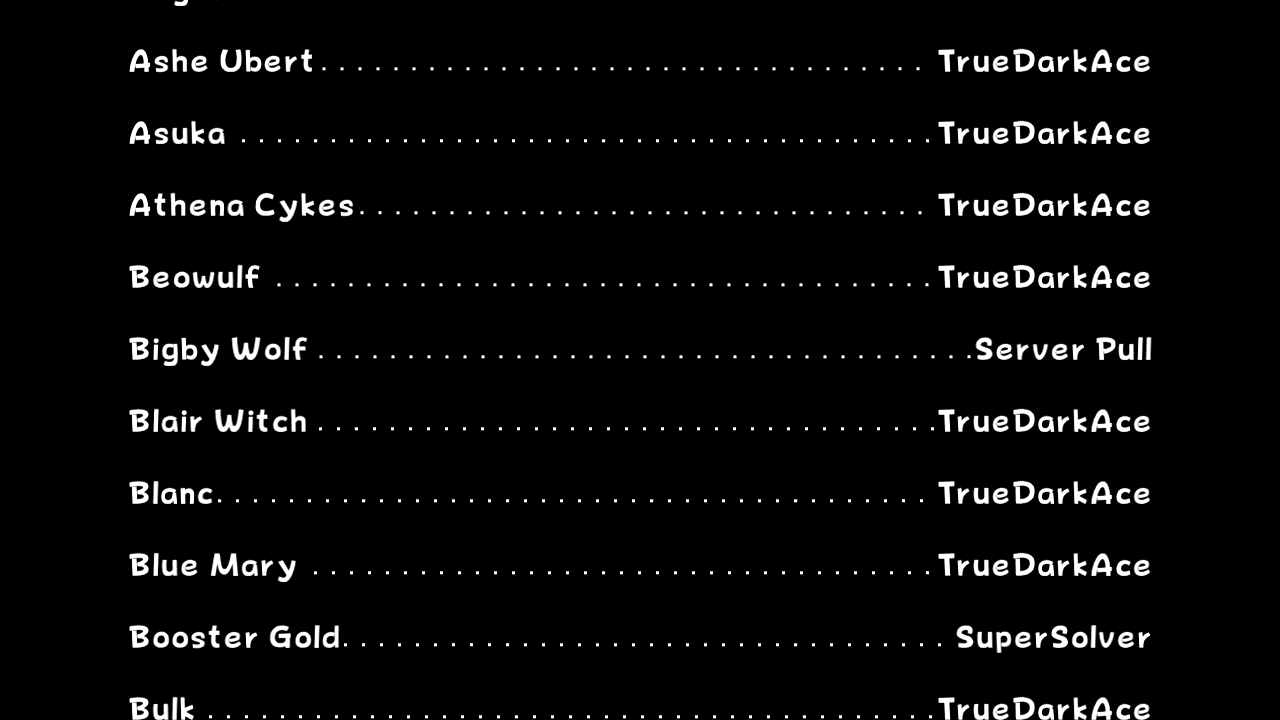 Ashe Ubert. . . . . . . . . . . . . . . . . . . . . . . . . . . . . . . . . . TrueDarkAce
Asuka . . . . . . . . . . . . . . . . . . . . . . . . . . . . . . . . . . . . . . .TrueDarkAce
Athena Cykes. . . . . . . . . . . . . . . . . . . . . . . . . . . . . . . . TrueDarkAce
Beowulf . . . . . . . . . . . . . . . . . . . . . . . . . . . . . . . . . . . . .TrueDarkAce
Bigby Wolf . . . . . . . . . . . . . . . . . . . . . . . . . . . . . . . . . . . . .Server Pull
Blair Witch . . . . . . . . . . . . . . . . . . . . . . . . . . . . . . . . . . .TrueDarkAce
Blanc. . . . . . . . . . . . . . . . . . . . . . . . . . . . . . . . . . . . . . . . TrueDarkAce
Blue Mary . . . . . . . . . . . . . . . . . . . . . . . . . . . . . . . . . . .TrueDarkAce
Booster Gold. . . . . . . . . . . . . . . . . . . . . . . . . . . . . . . . . . SuperSolver
Bulk . . . . . . . . . . . . . . . . . . . . . . . . . . . . . . . . . . . . . . . . .TrueDarkAce